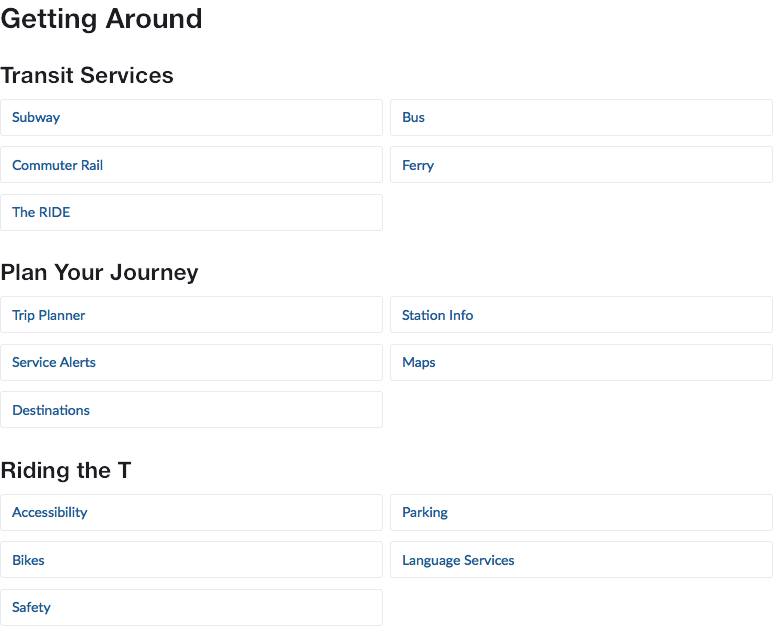 Getting Around
Transit Services
Subway
Bus
Commuter Rail
Ferry
The RIDE
Plan Your Journey
Trip Planner
Station Info
Service Alerts
Maps
Destinations
Riding the T
Accessibility
Parking
Bikes
Language Services
Safety